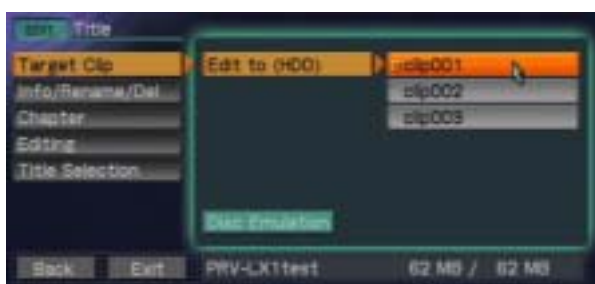 EDIT Title
Target Clip
Edit to (HDD)
clip001
Info/Rename/Del
clip002
Chapter
clip003
Editing
Title Selection
Disc Emulation
Back
Exit
PRV-LX1test
62 MB / 62 MB